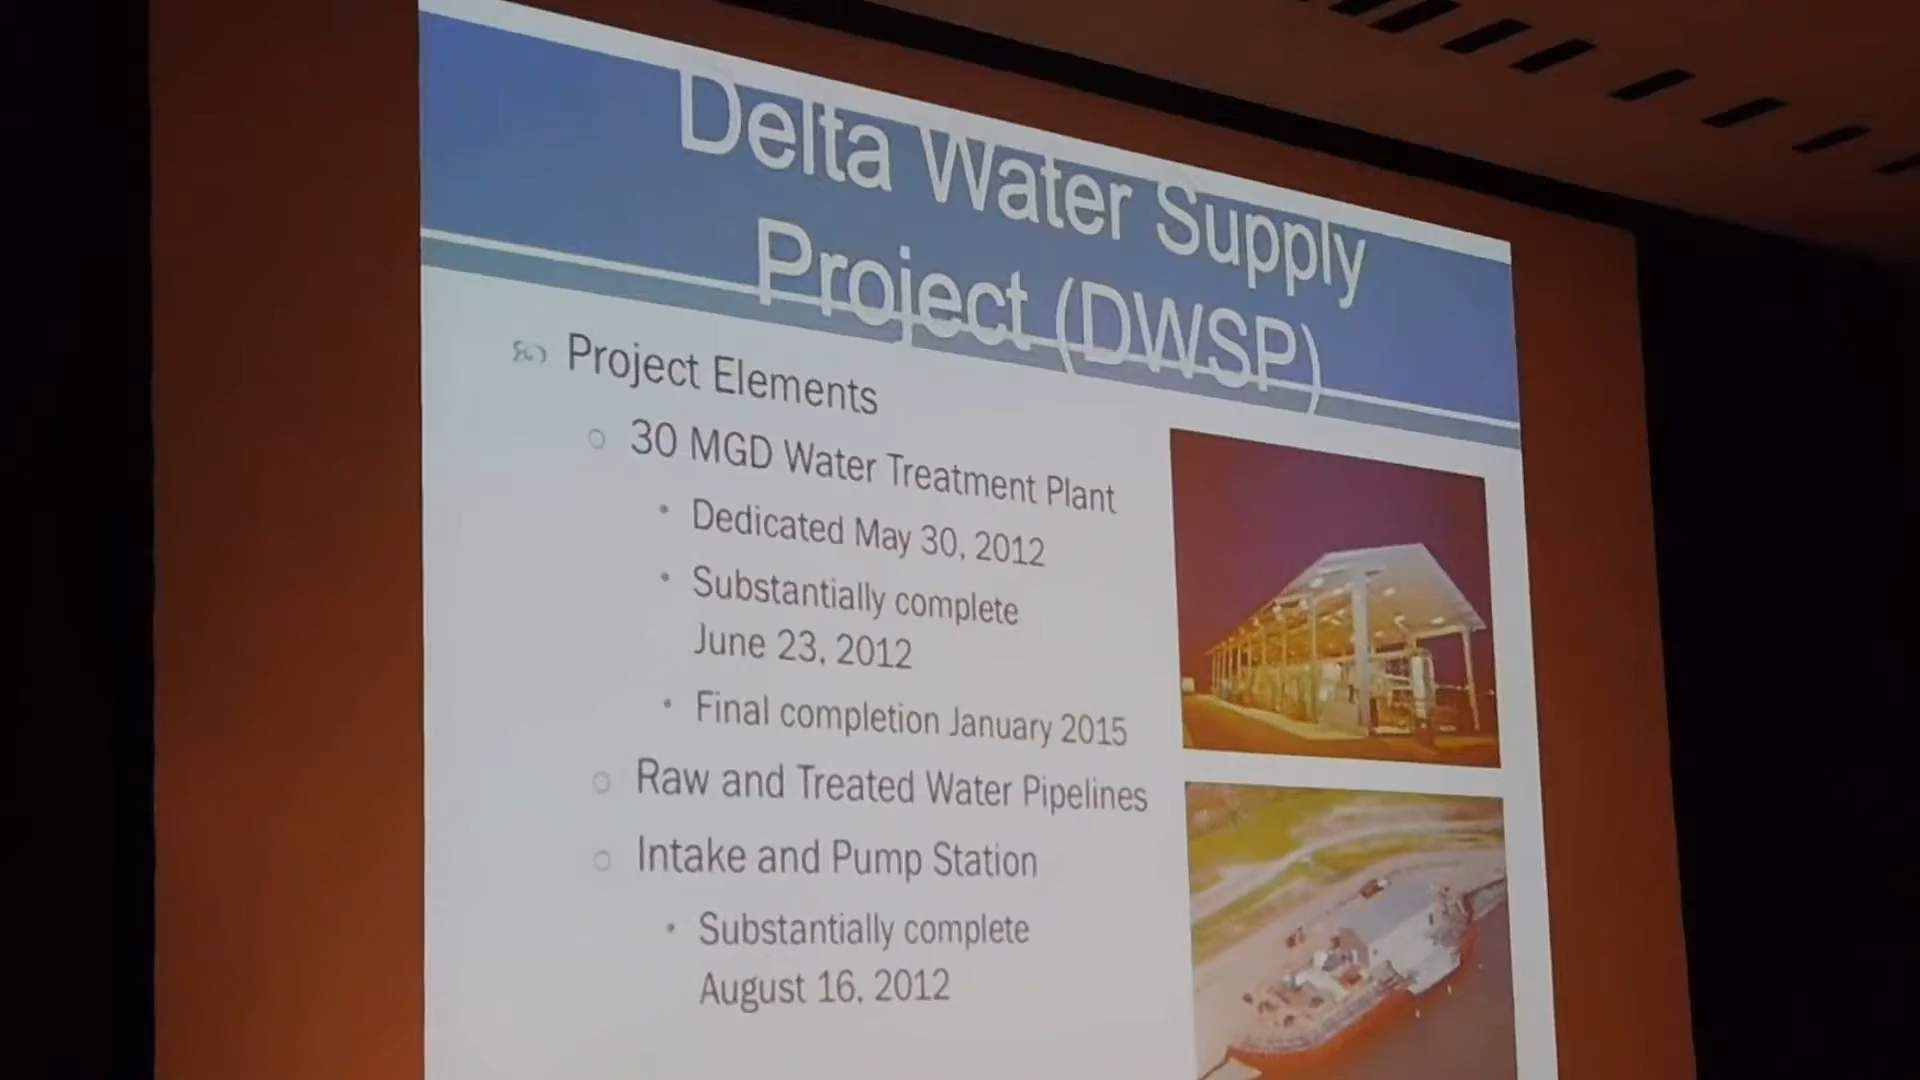 Delta Water Supply
Project (DWSP)
Project Elements
30 MGD Water Treatment Plant
Dedicated May 30, 2012
Substantially complete
June 23, 2012
Final completion January 2015
Raw and Treated Water Pipelines
Intake and Pump Station
Substantially complete
August 16, 2012